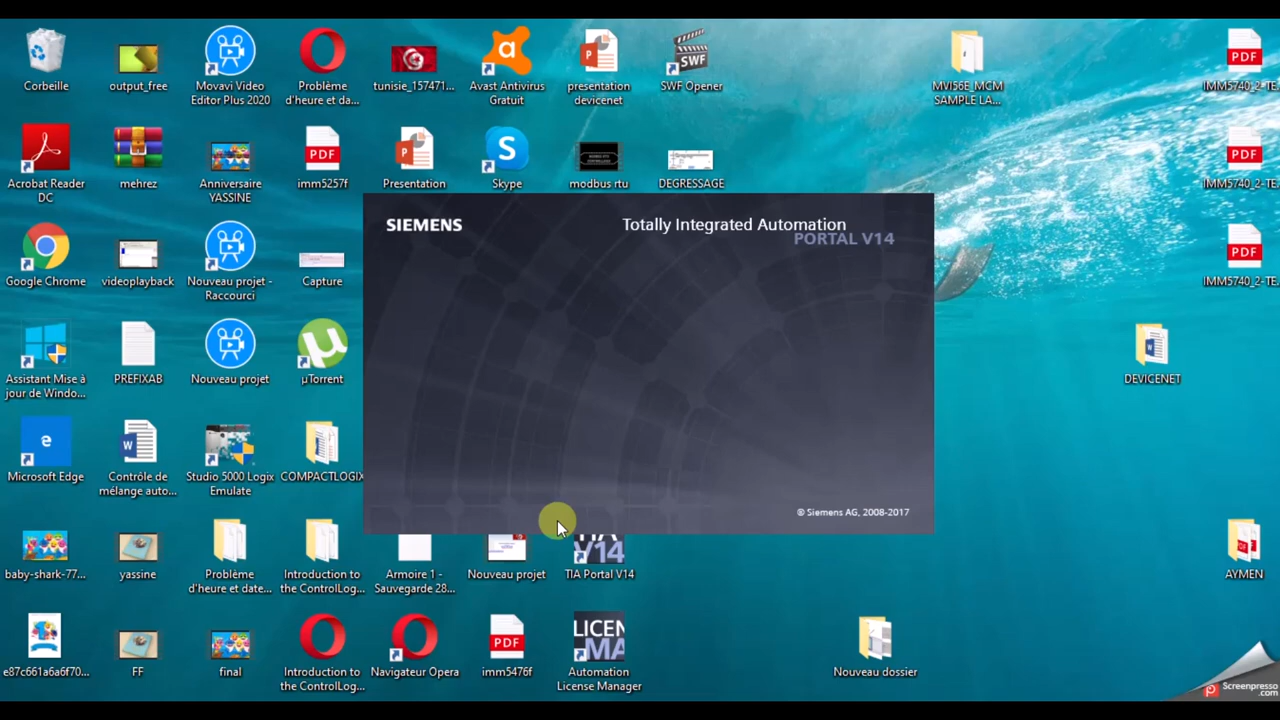 Corbeille
output_free
Movavi Video
Editor Plus 2020
Problème
d'heure et da...
tunisie_157471...
Avast Antivirus
Gratuit
presentation
devicenet
SWF
SWF Opener
MVI56E_MCM
SAMPLE LA...
PDF
IMM5740_2-TE...
Acrobat Reader
DC
mehrez
Anniversaire
YASSINE
PDF
imm5257f
Presentation
Skype
modbus rtu
DEGRESSAGE
PDF
IMM5740_2-TE...
SIEMENS
Totally Integrated Automation
PORTAL V14
Google Chrome
videoplayback
Nouveau projet -
Raccourci
Capture
PDF
IMM5740_2-TE...
Assistant Mise à
jour de Windo...
PREFIXAB
Nouveau projet
µTorrent
DEVICENET
Microsoft Edge
Contrôle de
mélange auto...
Studio 5000 Logix
Emulate
COMPACTLOGIX
© Siemens AG, 2008-2017
baby-shark-77...
yassine
Problème
d'heure et date...
Introduction to
the ControlLog...
Armoire 1 -
Sauvegarde 28...
Nouveau projet
TIA
V14
TIA Portal V14
AYMEN
e87c661a6a6f70...
FF
final
Introduction to
the ControlLog...
Navigateur Opera
PDF
imm5476f
LICEN
MA
Automation
License Manager
Nouveau dossier
Screenpresso
.com